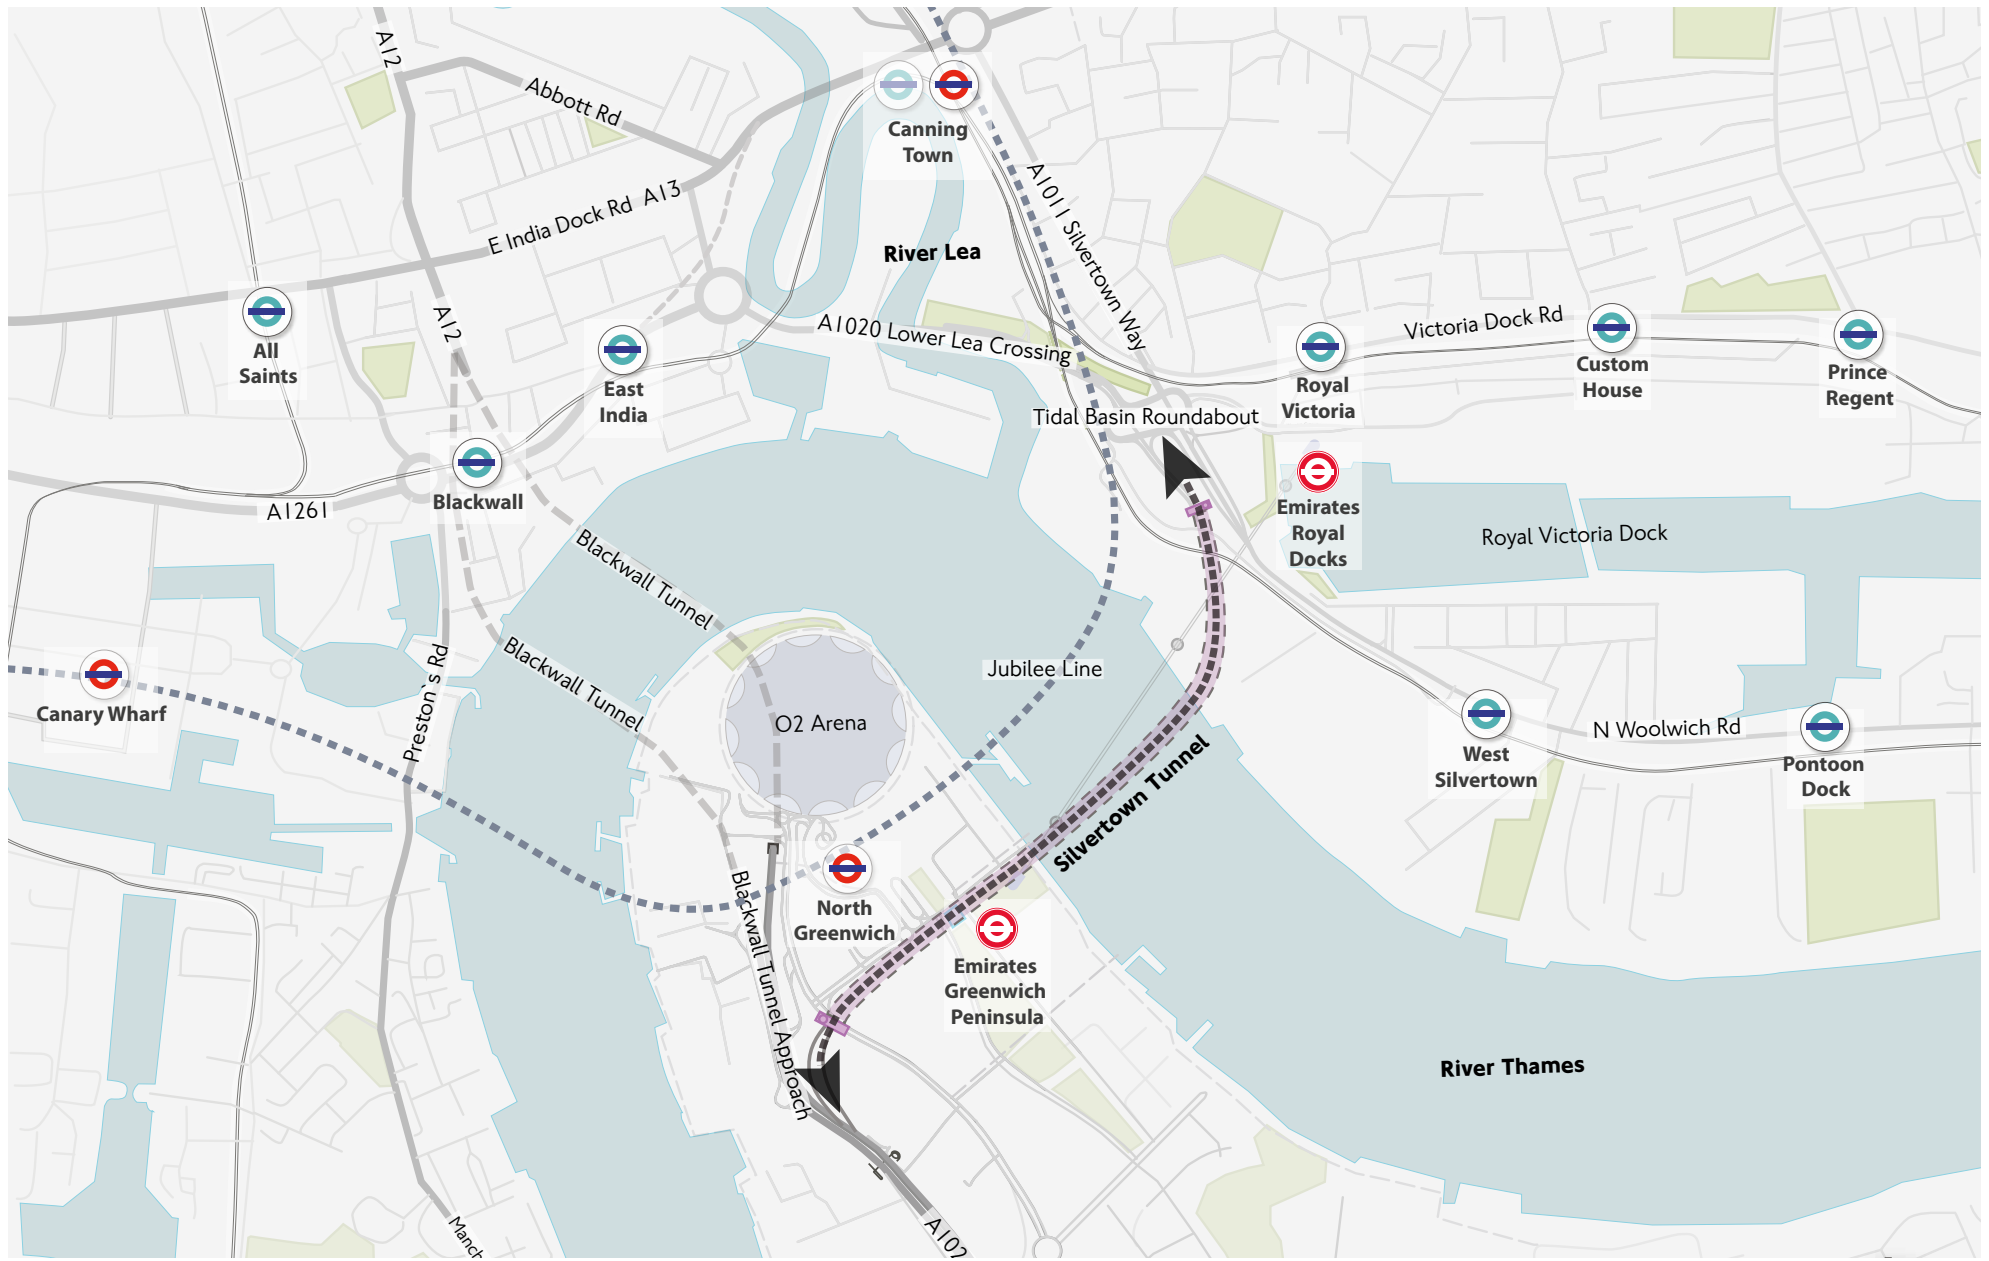 A12
Abbott Rd
Canning
Town
E India Dock Rd A13
A1011 Silvertown Way
River Lea
A12
All
Saints
East
India
A1020 Lower Lea Crossing
Victoria Dock Rd
Royal
Victoria
Custom
House
Prince
Regent
Tidal Basin Roundabout
Blackwall
A1261
Emirates
Royal
Docks
Royal Victoria Dock
Blackwall Tunnel
Blackwall Tunnel
Jubilee Line
Preston`s Rd
Canary Wharf
O2 Arena
Silvertown Tunnel
N Woolwich Rd
West
Silvertown
Pontoon
Dock
North
Greenwich
Blackwall Tunnel Approach
Emirates
Greenwich
Peninsula
River Thames
Manch
A102